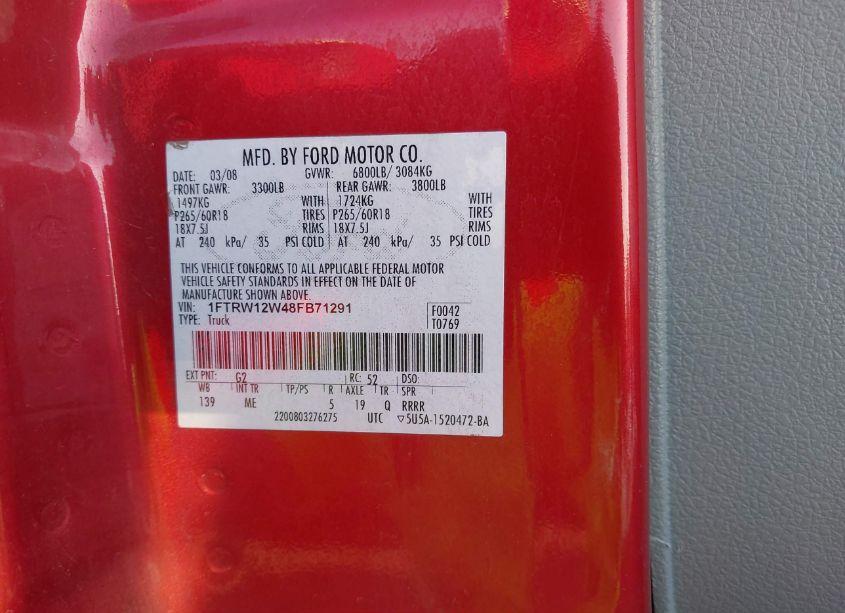 MFD. BY FORD MOTOR CO.
DATE: 03/08 GVWR: 6800LB/ 3084KG
FRONT GAWR: 3300LB REAR GAWR: 3800LB
1497KG WITH 1724KG WITH
P265/60R18 TIRES P265/60R18 TIRES
18X7.5J RIMS 18X7.5J RIMS
AT 240 kPa/ 35 PSI COLD AT 240 kPa/ 35 PSI COLD
THIS VEHICLE CONFORMS TO ALL APPLICABLE FEDERAL MOTOR
VEHICLE SAFETY STANDARDS IN EFFECT ON THE DATE OF
MANUFACTURE SHOWN ABOVE.
VIN: 1FTRW12W48FB71291 F0042
TYPE: Truck T0769
EXT PNT: G2 RC: 52 DSO:
WB INT TR TP/PS R AXLE TR SPR
139 ME 5 19 Q RRRR
2200803276275 UTC ▽5U5A-1520472-BA